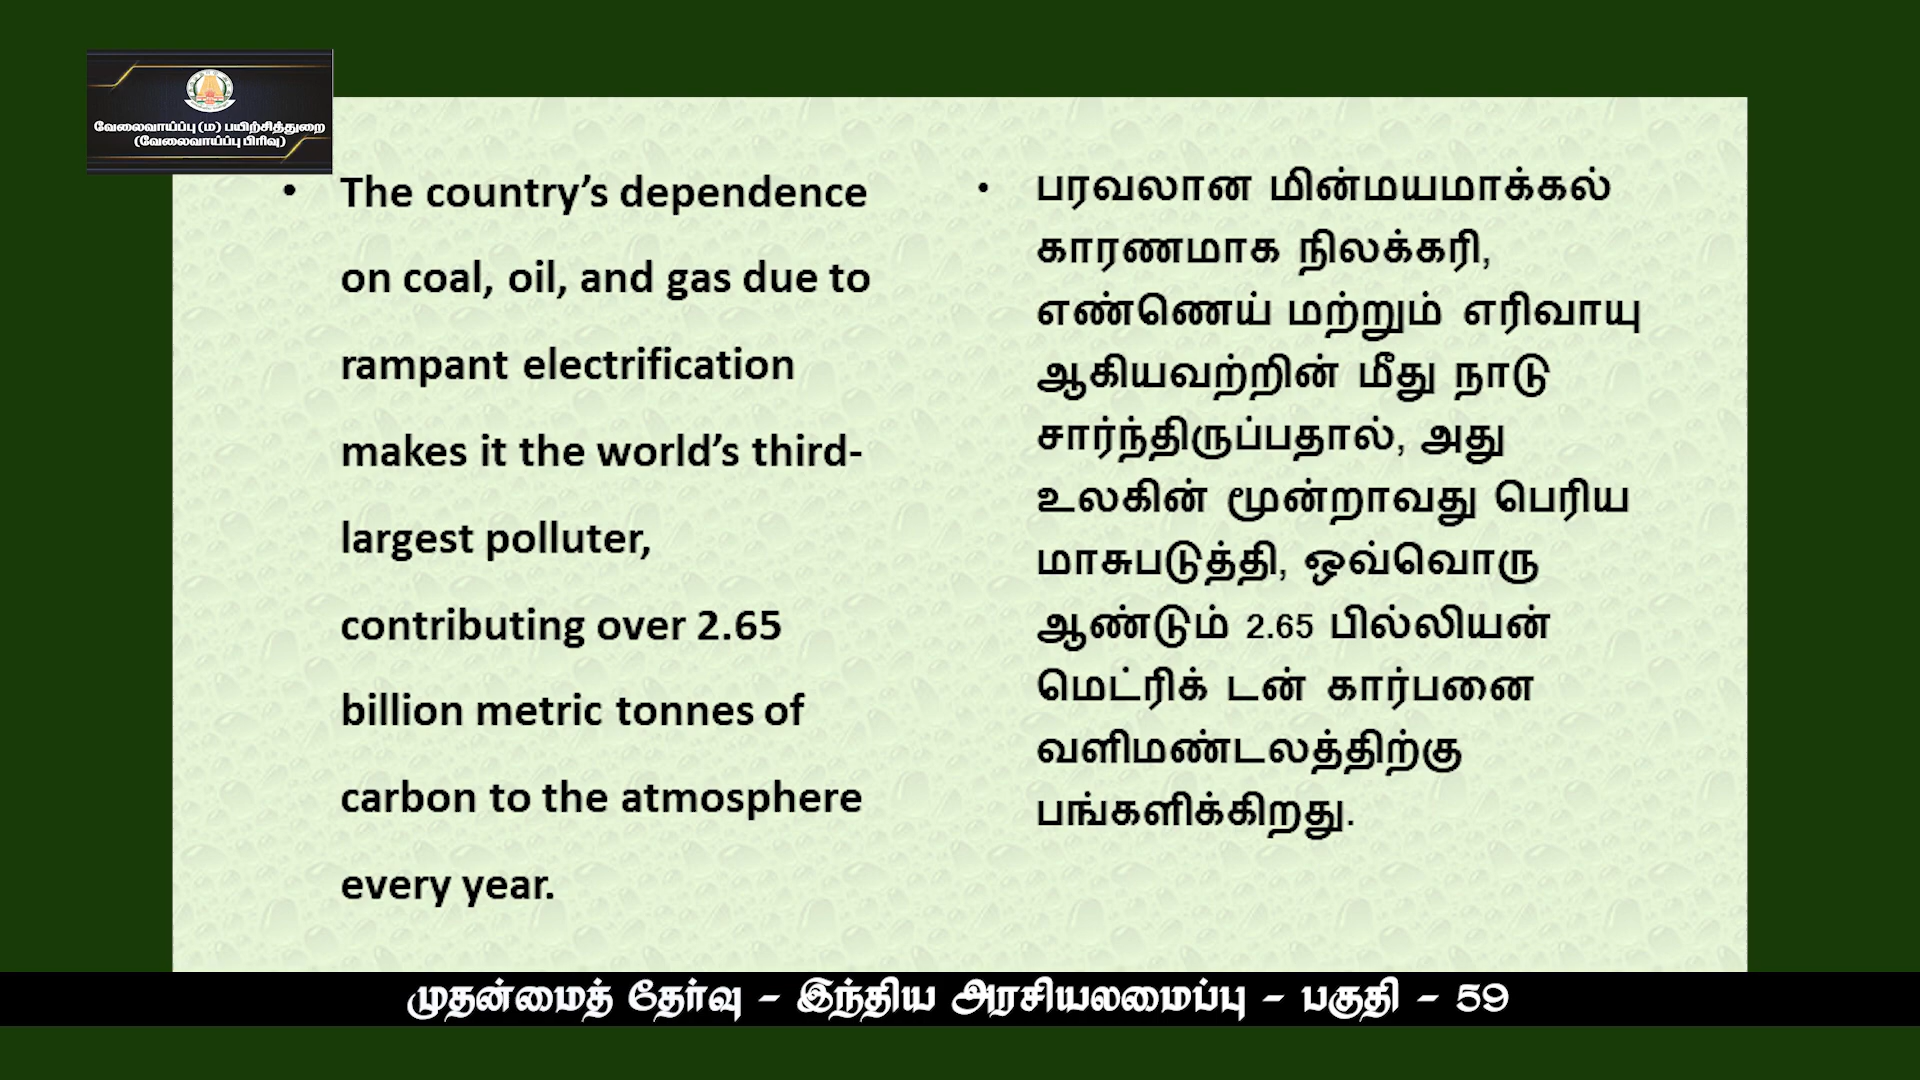 வேலைவாய்ப்பு (ம) பயிற்சித்துறை
(வேலைவாய்ப்பு பிரிவு)
• The country’s dependence
on coal, oil, and gas due to
rampant electrification
makes it the world’s third-
largest polluter,
contributing over 2.65
billion metric tonnes of
carbon to the atmosphere
every year.
• பரவலான மின்மயமாக்கல்
காரணமாக நிலக்கரி,
எண்ணெய் மற்றும் எரிவாயு
ஆகியவற்றின் மீது நாடு
சார்ந்திருப்பதால், அது
உலகின் மூன்றாவது பெரிய
மாசுபடுத்தி, ஒவ்வொரு
ஆண்டும் 2.65 பில்லியன்
மெட்ரிக் டன் கார்பனை
வளிமண்டலத்திற்கு
பங்களிக்கிறது.
முதன்மைத் தேர்வு – இந்திய அரசியலமைப்பு – பகுதி – 59